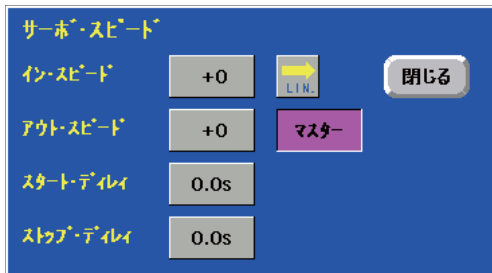 サーボ・スピード
イン・スピード +0 LIN. 閉じる
アウト・スピード +0 マスター
スタート・ディレイ 0.0s
ストップ・ディレイ 0.0s